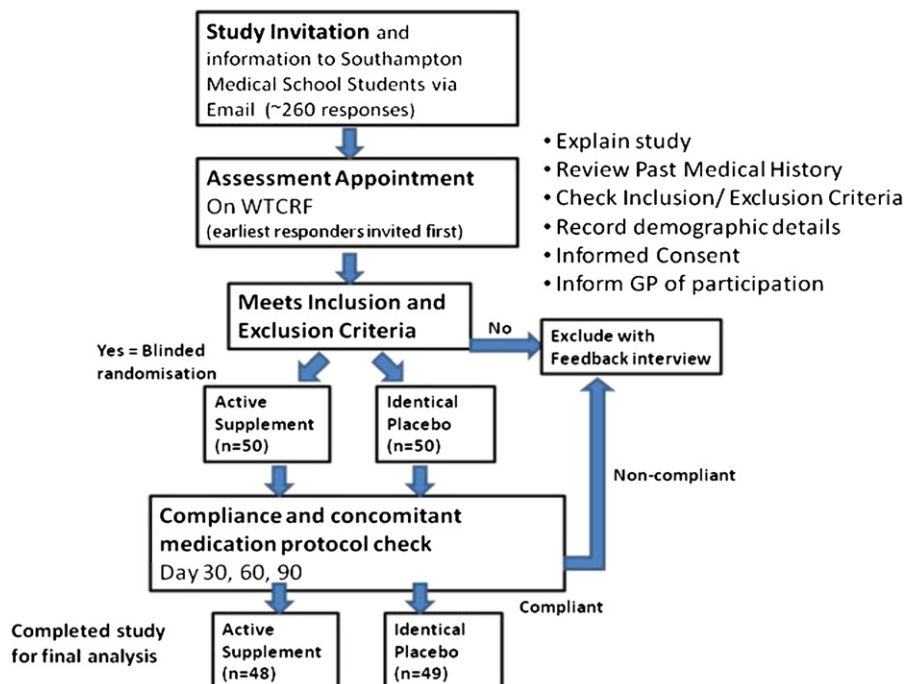 Study Invitation and
information to Southampton
Medical School Students via
Email (~260 responses)
• Explain study
• Review Past Medical History
• Check Inclusion/ Exclusion Criteria
• Record demographic details
• Informed Consent
• Inform GP of participation
Assessment Appointment
On WTCRF
(earliest responders invited first)
Meets Inclusion and
Exclusion Criteria
No
Exclude with
Feedback interview
Yes = Blinded
randomisation
Active
Supplement
(n=50)
Identical
Placebo
(n=50)
Non-compliant
Compliance and concomitant
medication protocol check
Day 30, 60, 90
Compliant
Completed study
for final analysis
Active
Supplement
(n=48)
Identical
Placebo
(n=49)